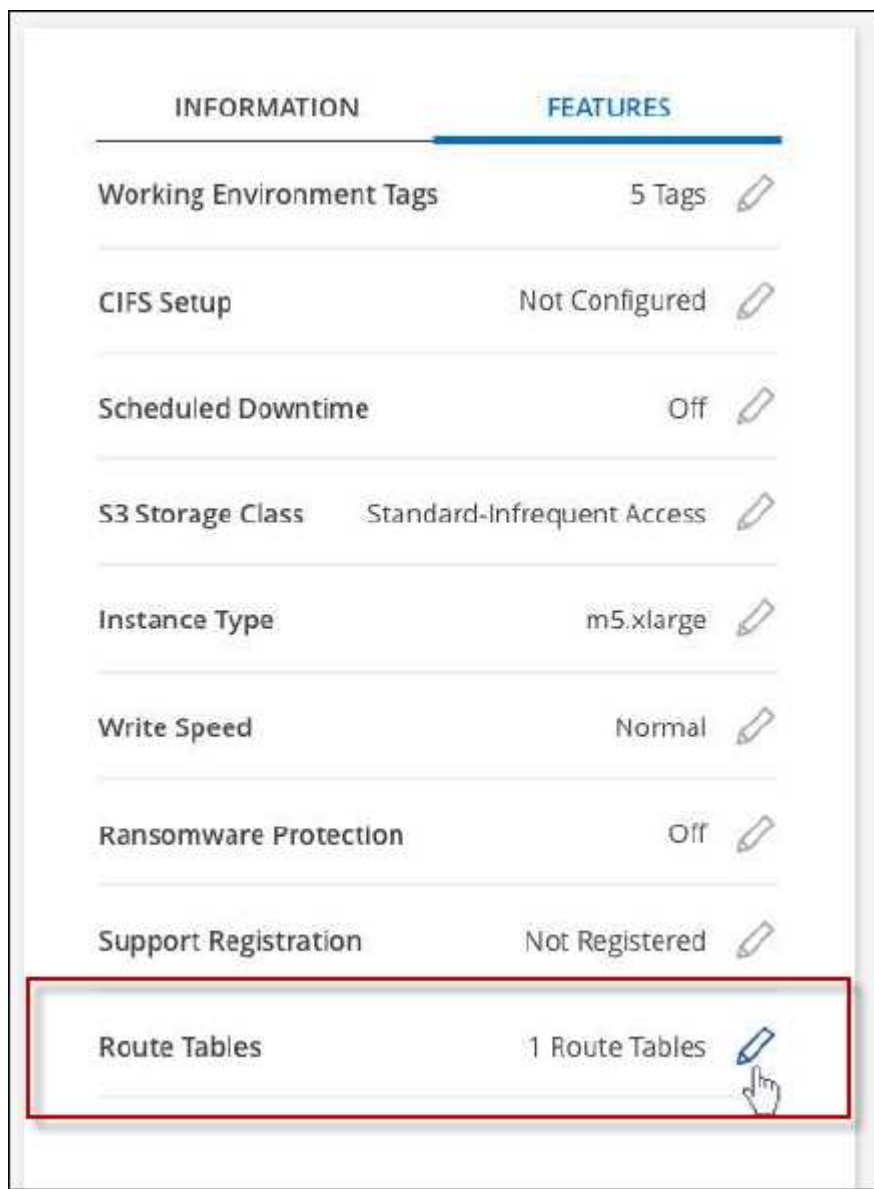 INFORMATION FEATURES
Working Environment Tags 5 Tags
CIFS Setup Not Configured
Scheduled Downtime Off
S3 Storage Class Standard-Infrequent Access
Instance Type m5.xlarge
Write Speed Normal
Ransomware Protection Off
Support Registration Not Registered
Route Tables 1 Route Tables